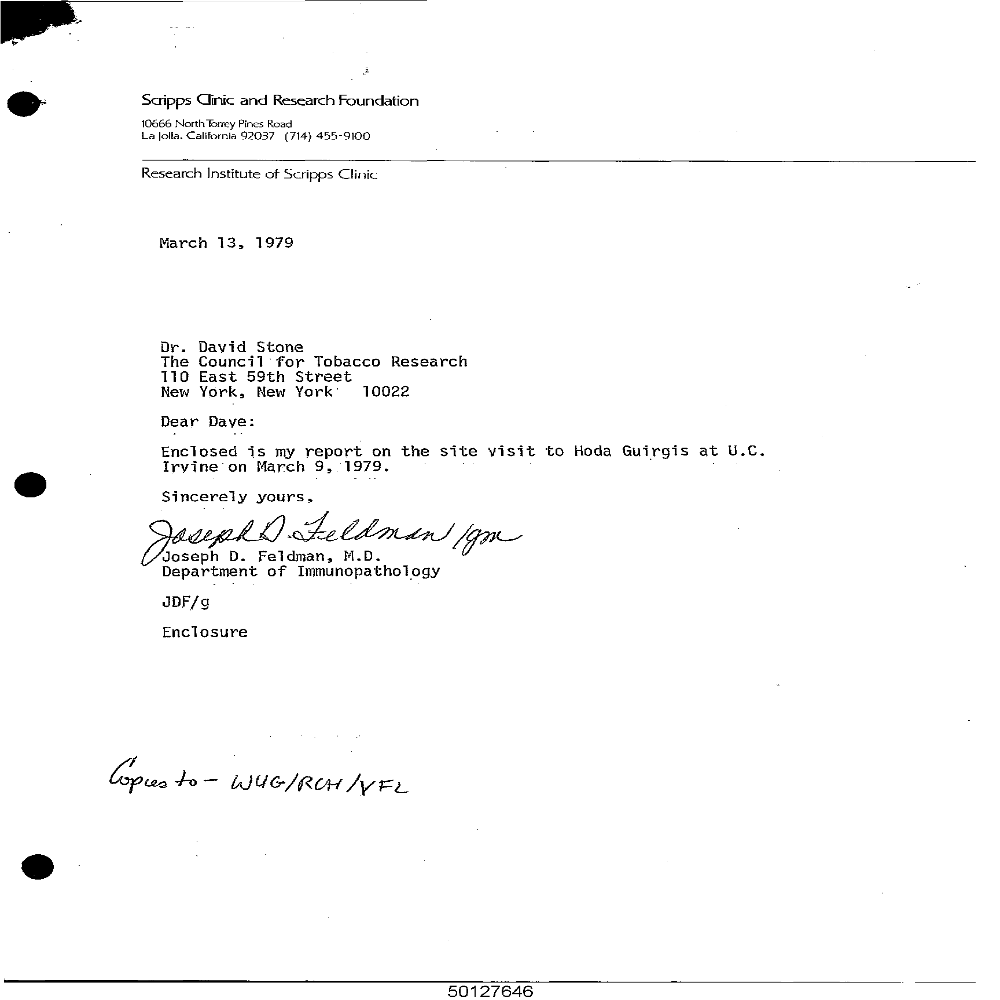 Scripps Clinic and Research Foundation
10666 North Torrey Pines Road
La Jolla, California 92037 (714) 455-9100
Research Institute of Scripps Clinic
March 13, 1979
Dr. David Stone
The Council for Tobacco Research
110 East 59th Street
New York, New York 10022
Dear Dave:
Enclosed is my report on the site visit to Hoda Guirgis at U.C.
Irvine on March 9, 1979.
Sincerely yours,
Joseph D. Feldman/gm
Joseph D. Feldman, M.D.
Department of Immunopathology
JDF/g
Enclosure
Copies to - WUG/RCH/VFL
50127646